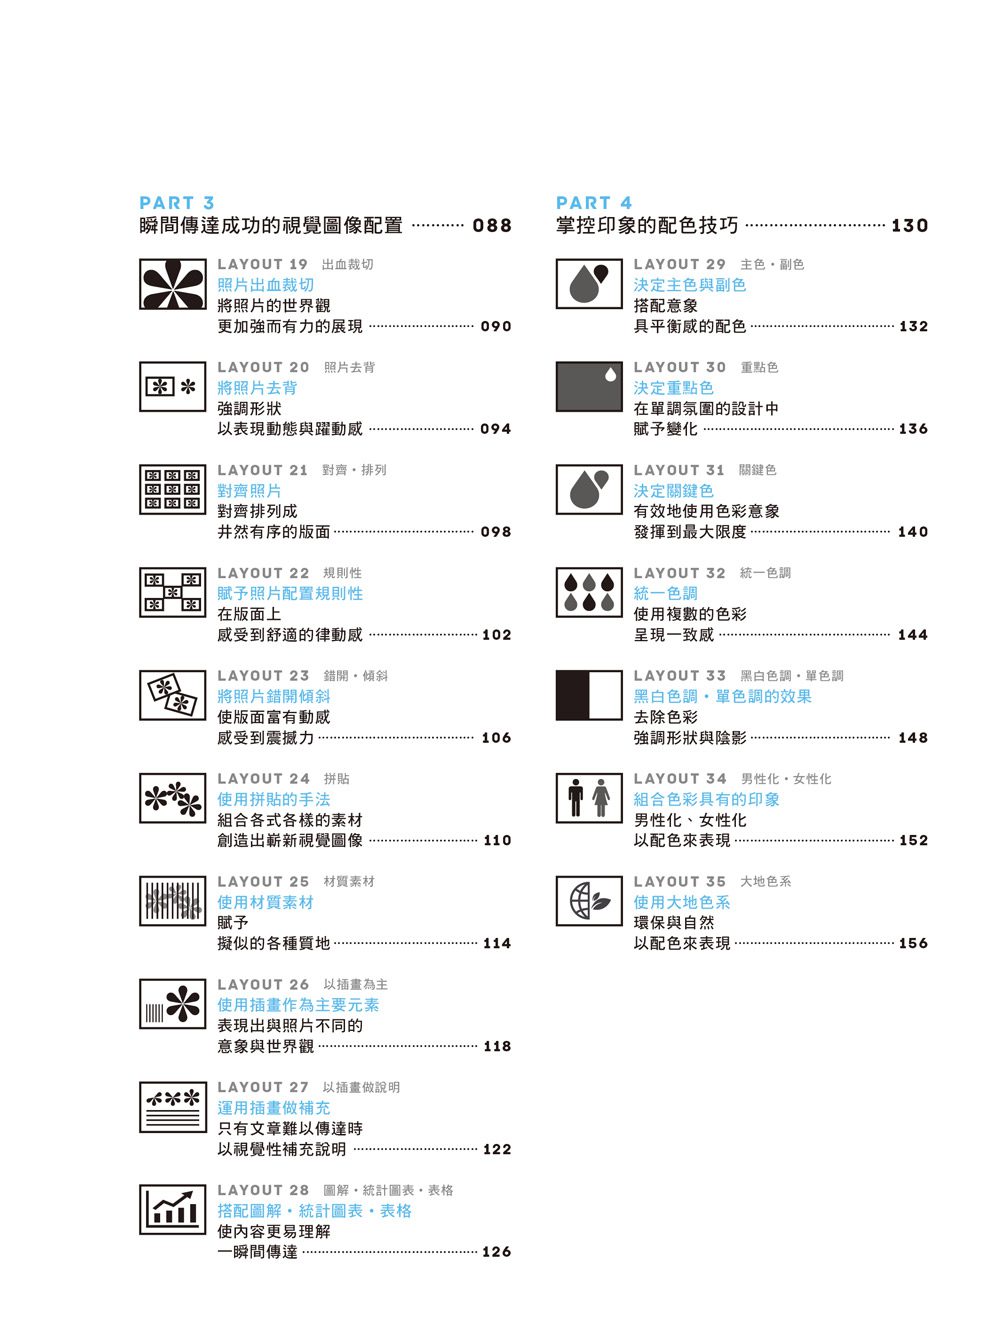 PART 3
瞬間傳達成功的視覺圖像配置 ··········· 088
LAYOUT 19 出血裁切
照片出血裁切
將照片的世界觀
更加強而有力的展現 ··········· 090
LAYOUT 20 照片去背
將照片去背
強調形狀
以表現動態與躍動感 ··········· 094
LAYOUT 21 對齊・排列
對齊照片
對齊排列成
井然有序的版面 ··········· 098
LAYOUT 22 規則性
賦予照片配置規則性
在版面上
感受到舒適的律動感 ··········· 102
LAYOUT 23 錯開・傾斜
將照片錯開傾斜
使版面富有動感
感受到震撼力 ··········· 106
LAYOUT 24 拼貼
使用拼貼的手法
組合各式各樣的素材
創造出嶄新視覺圖像 ··········· 110
LAYOUT 25 材質素材
使用材質素材
賦予
擬似的各種質地 ··········· 114
LAYOUT 26 以插畫為主
使用插畫作為主要元素
表現出與照片不同的
意象與世界觀 ··········· 118
LAYOUT 27 以插畫做說明
運用插畫做補充
只有文章難以傳達時
以視覺性補充說明 ··········· 122
LAYOUT 28 圖解・統計圖表・表格
搭配圖解・統計圖表・表格
使內容更易理解
一瞬間傳達 ··········· 126
PART 4
掌控印象的配色技巧 ··········· 130
LAYOUT 29 主色・副色
決定主色與副色
搭配意象
具平衡感的配色 ··········· 132
LAYOUT 30 重點色
決定重點色
在單調氛圍的設計中
賦予變化 ··········· 136
LAYOUT 31 關鍵色
決定關鍵色
有效地使用色彩意象
發揮到最大限度 ··········· 140
LAYOUT 32 統一色調
統一色調
使用複數的色彩
呈現一致感 ··········· 144
LAYOUT 33 黑白色調・單色調
黑白色調・單色調的效果
去除色彩
強調形狀與陰影 ··········· 148
LAYOUT 34 男性化・女性化
組合色彩具有的印象
男性化、女性化
以配色來表現 ··········· 152
LAYOUT 35 大地色系
使用大地色系
環保與自然
以配色來表現 ··········· 156